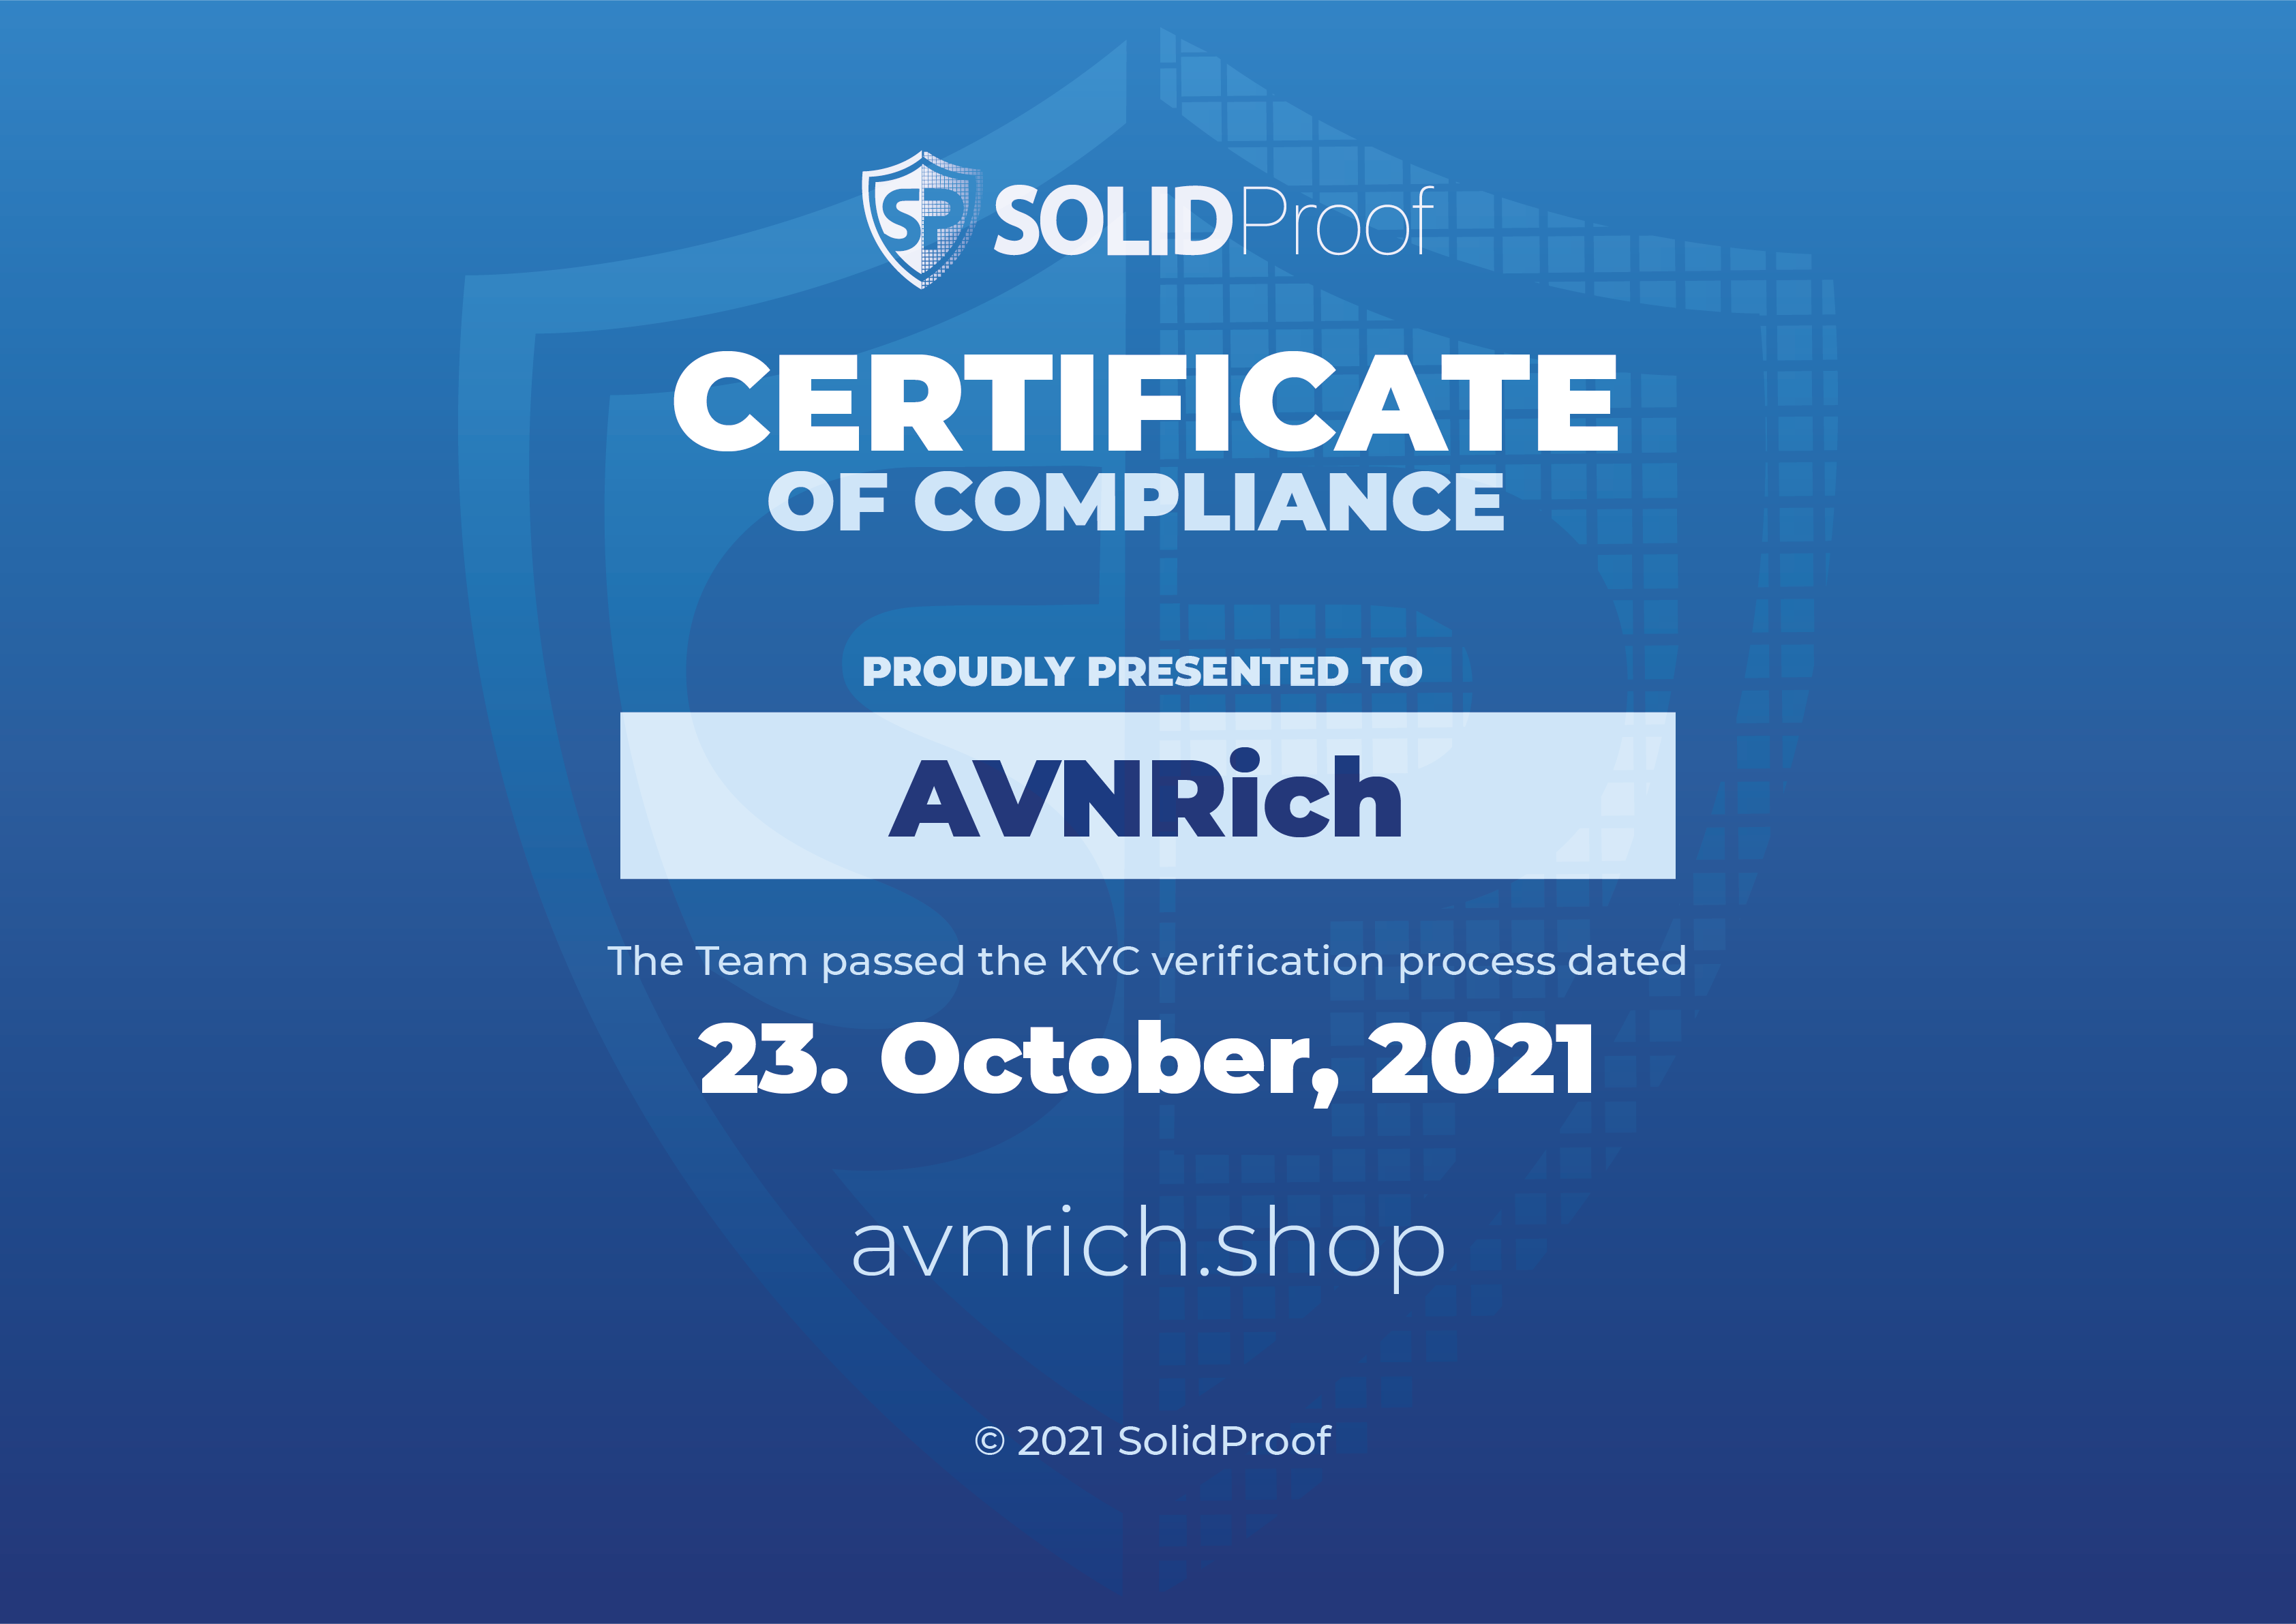 SP SOLIDProof
CERTIFICATE
OF COMPLIANCE
PROUDLY PRESENTED TO
AVNRich
The Team passed the KYC verification process dated
23. October, 2021
avnrich.shop
© 2021 SolidProof